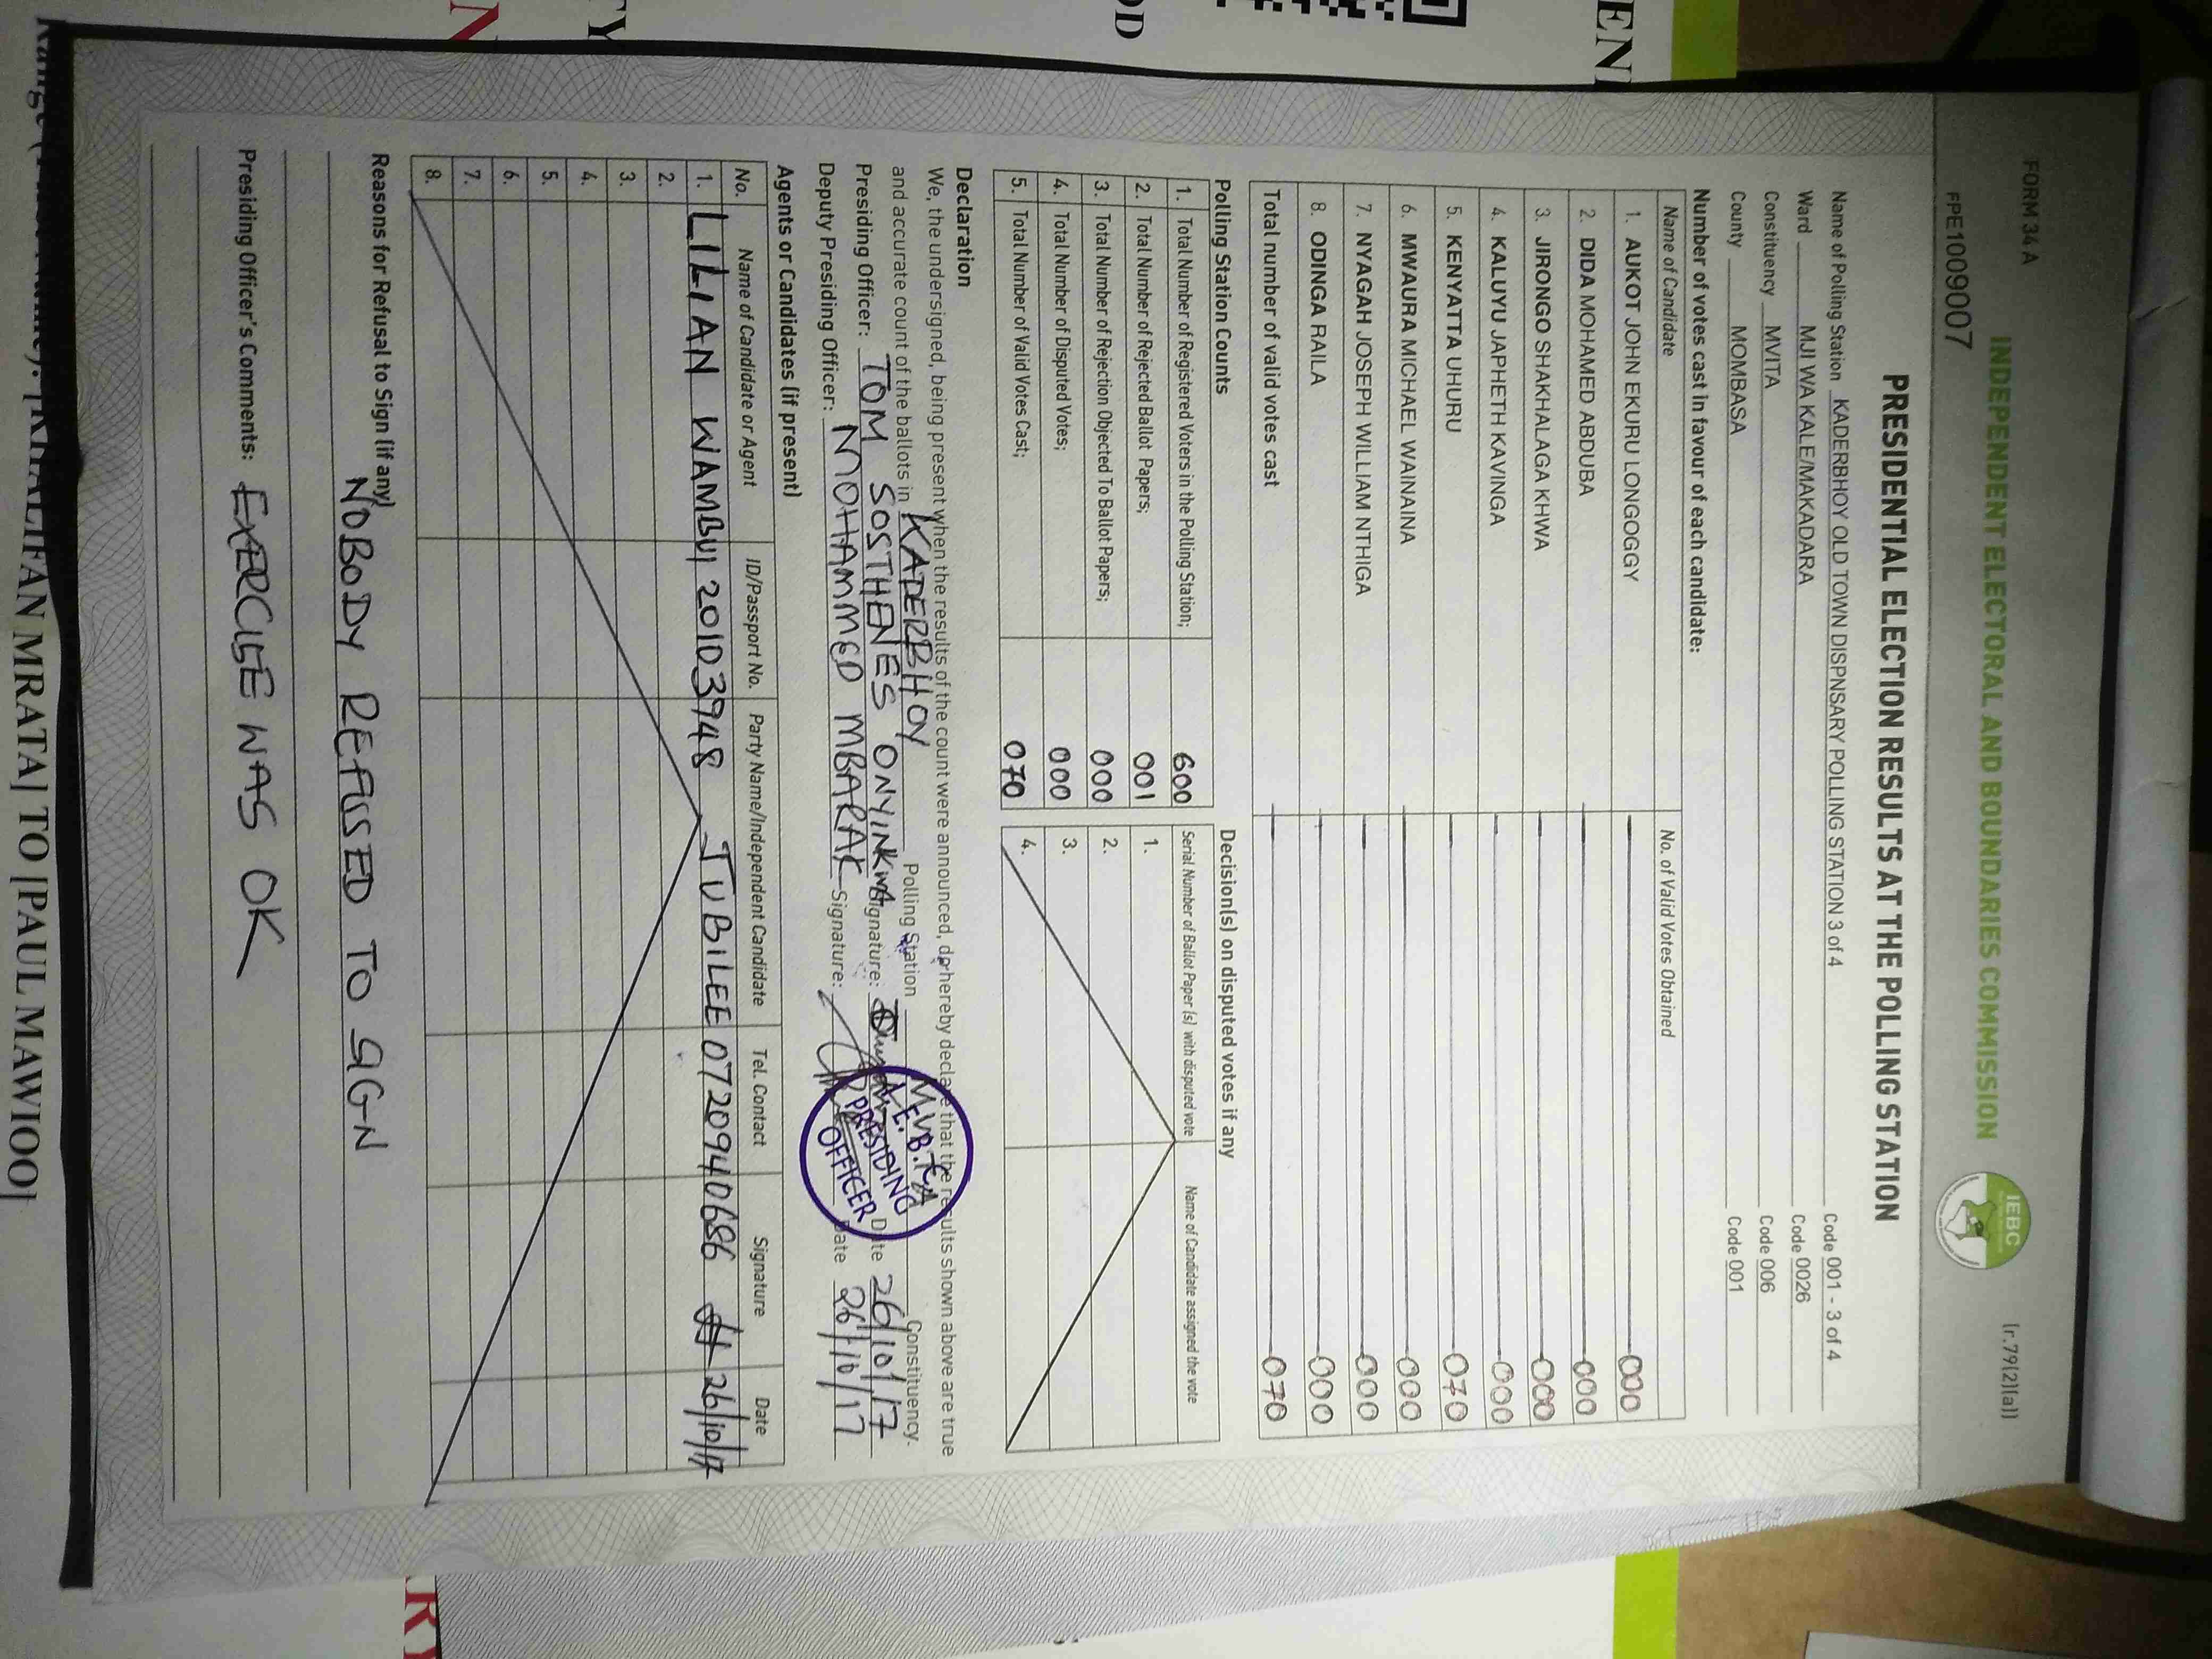 FORM 34 A
(r.79(2)(a))
INDEPENDENT ELECTORAL AND BOUNDARIES COMMISSION
IEBC
FPE1009007
PRESIDENTIAL ELECTION RESULTS AT THE POLLING STATION
Name of Polling Station KADERBHOY OLD TOWN DISPNSARY POLLING STATION 3 of 4 Code 001 - 3 of 4
Ward MJI WA KALE/MAKADARA Code 0026
Constituency MVITA Code 006
County MOMBASA Code 001
Number of votes cast in favour of each candidate:
Name of Candidate No. of Valid Votes Obtained
1. AUKOT JOHN EKURU LONGOGGY 000
2. DIDA MOHAMED ABDUBA 000
3. JIRONGO SHAKHALAGA KHWA 000
4. KALUYU JAPHETH KAVINGA 000
5. KENYATTA UHURU 070
6. MWAURA MICHAEL WAINAINA 000
7. NYAGAH JOSEPH WILLIAM NTHIGA 000
8. ODINGA RAILA 000
Total number of valid votes cast 070
Polling Station Counts Decision(s) on disputed votes if any
1. Total Number of Registered Voters in the Polling Station; 600 Serial Number of Ballot Paper (s) with disputed vote Name of Candidate assigned the vote
2. Total Number of Rejected Ballot Papers; 001 1.
3. Total Number of Rejection Objected To Ballot Papers; 000 2.
4. Total Number of Disputed Votes; 000 3.
5. Total Number of Valid Votes Cast; 070 4.
Declaration
We, the undersigned, being present when the results of the count were announced, do hereby declare that the results shown above are true
and accurate count of the ballots in KADERBHOY Polling Station MVITA Constituency.
Presiding Officer: TOM SOSTHENES ONYINKWA Signature: Date 26/10/17
Deputy Presiding Officer: MOHAMMED MBARAK Signature: Date 26/10/17
PRESIDING
OFFICER
Agents or Candidates (if present)
No. Name of Candidate or Agent ID/Passport No. Party Name/Independent Candidate Tel. Contact Signature Date
1. LILIAN WAMBUI 20103948 JUBILEE 0720940686 26/10/17
2.
3.
4.
5.
6.
7.
8.
Reasons for Refusal to Sign (if any)
NOBODY REFUSED TO SIGN
Presiding Officer's Comments: EXERCISE WAS OK
MRATA] TO [PAUL MAWIOO]